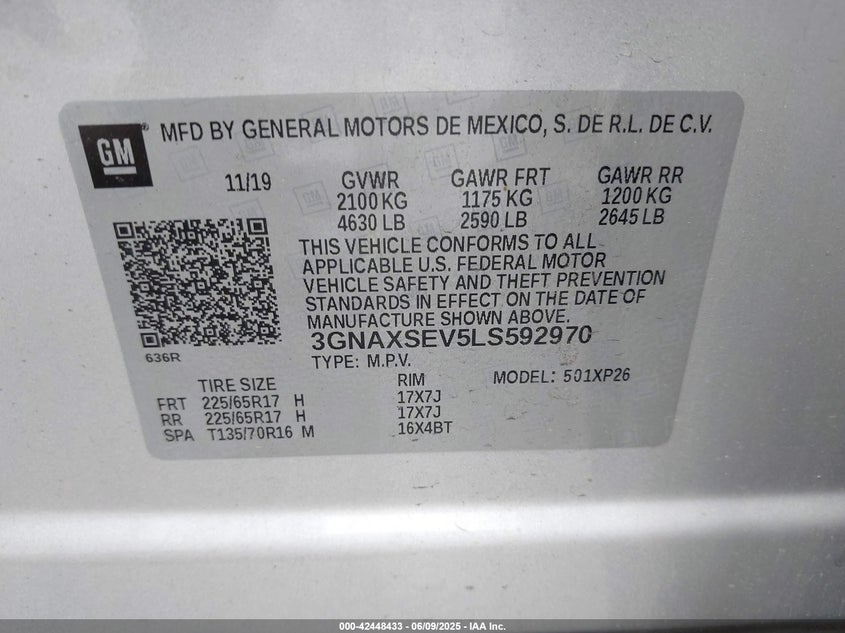 GM
MFD BY GENERAL MOTORS DE MEXICO, S. DE R.L. DE C.V.
11/19 GVWR GAWR FRT GAWR RR
2100 KG 1175 KG 1200 KG
4630 LB 2590 LB 2645 LB
THIS VEHICLE CONFORMS TO ALL
APPLICABLE U.S. FEDERAL MOTOR
VEHICLE SAFETY AND THEFT PREVENTION
STANDARDS IN EFFECT ON THE DATE OF
MANUFACTURE SHOWN ABOVE.
3GNAXSEV5LS592970
636R
TYPE: M.P.V.
TIRE SIZE RIM MODEL: 501XP26
FRT 225/65R17 H 17X7J
RR 225/65R17 H 17X7J
SPA T135/70R16 M 16X4BT
000-42448433 - 06/09/2025 - IAA Inc.